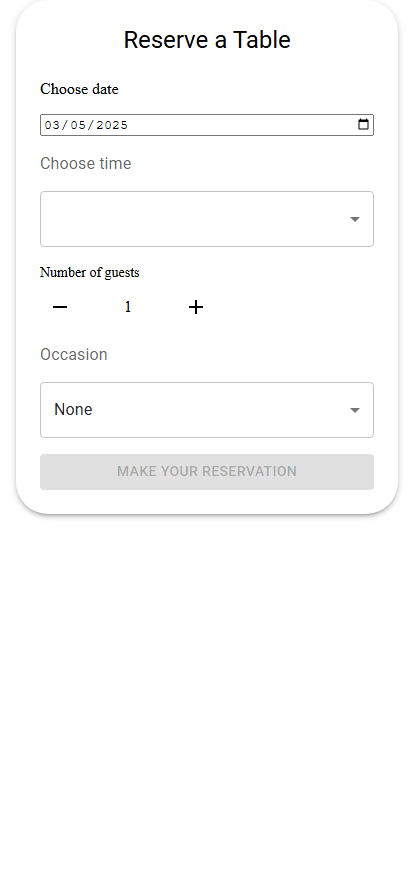 Reserve a Table
Choose date
03/05/2025
Choose time
Number of guests
1
Occasion
None
MAKE YOUR RESERVATION